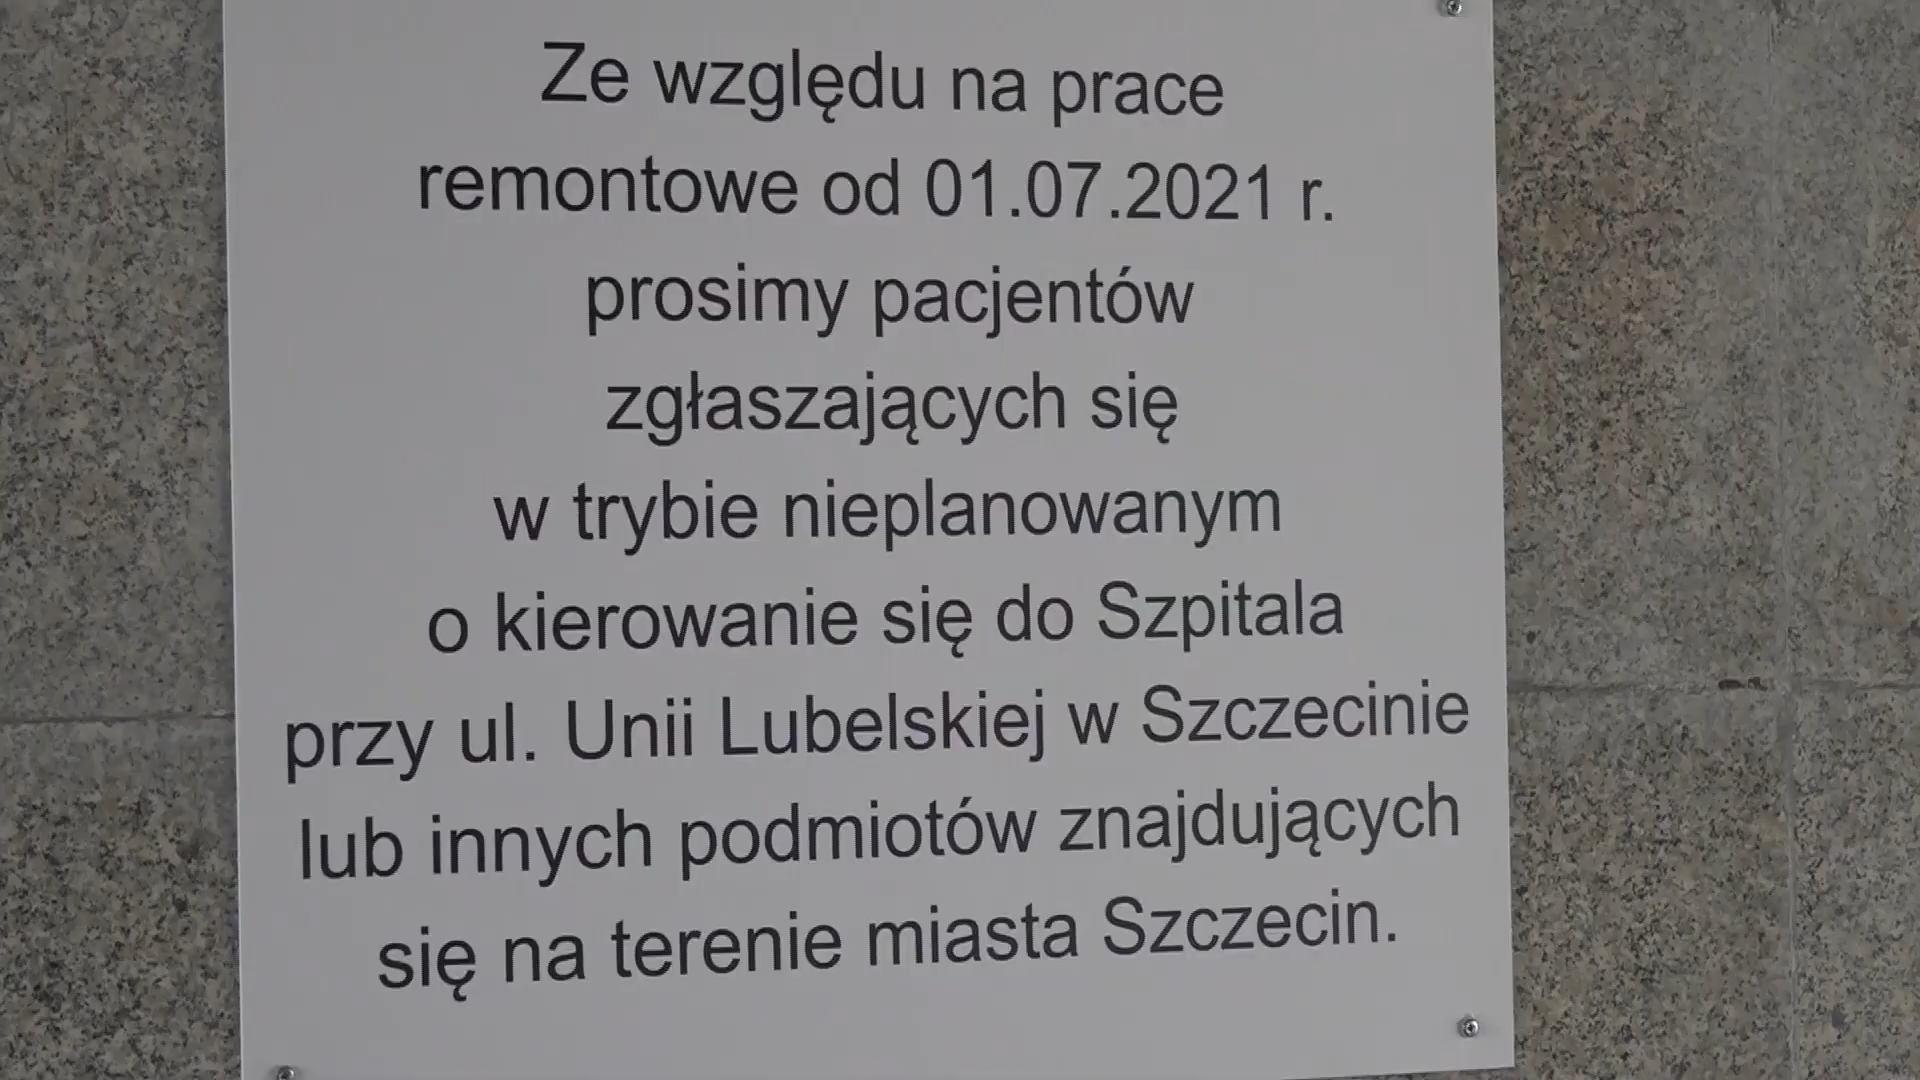 Ze względu na prace
remontowe od 01.07.2021 r.
prosimy pacjentów
zgłaszających się
w trybie nieplanowanym
o kierowanie się do Szpitala
przy ul. Unii Lubelskiej w Szczecinie
lub innych podmiotów znajdujących
się na terenie miasta Szczecin.